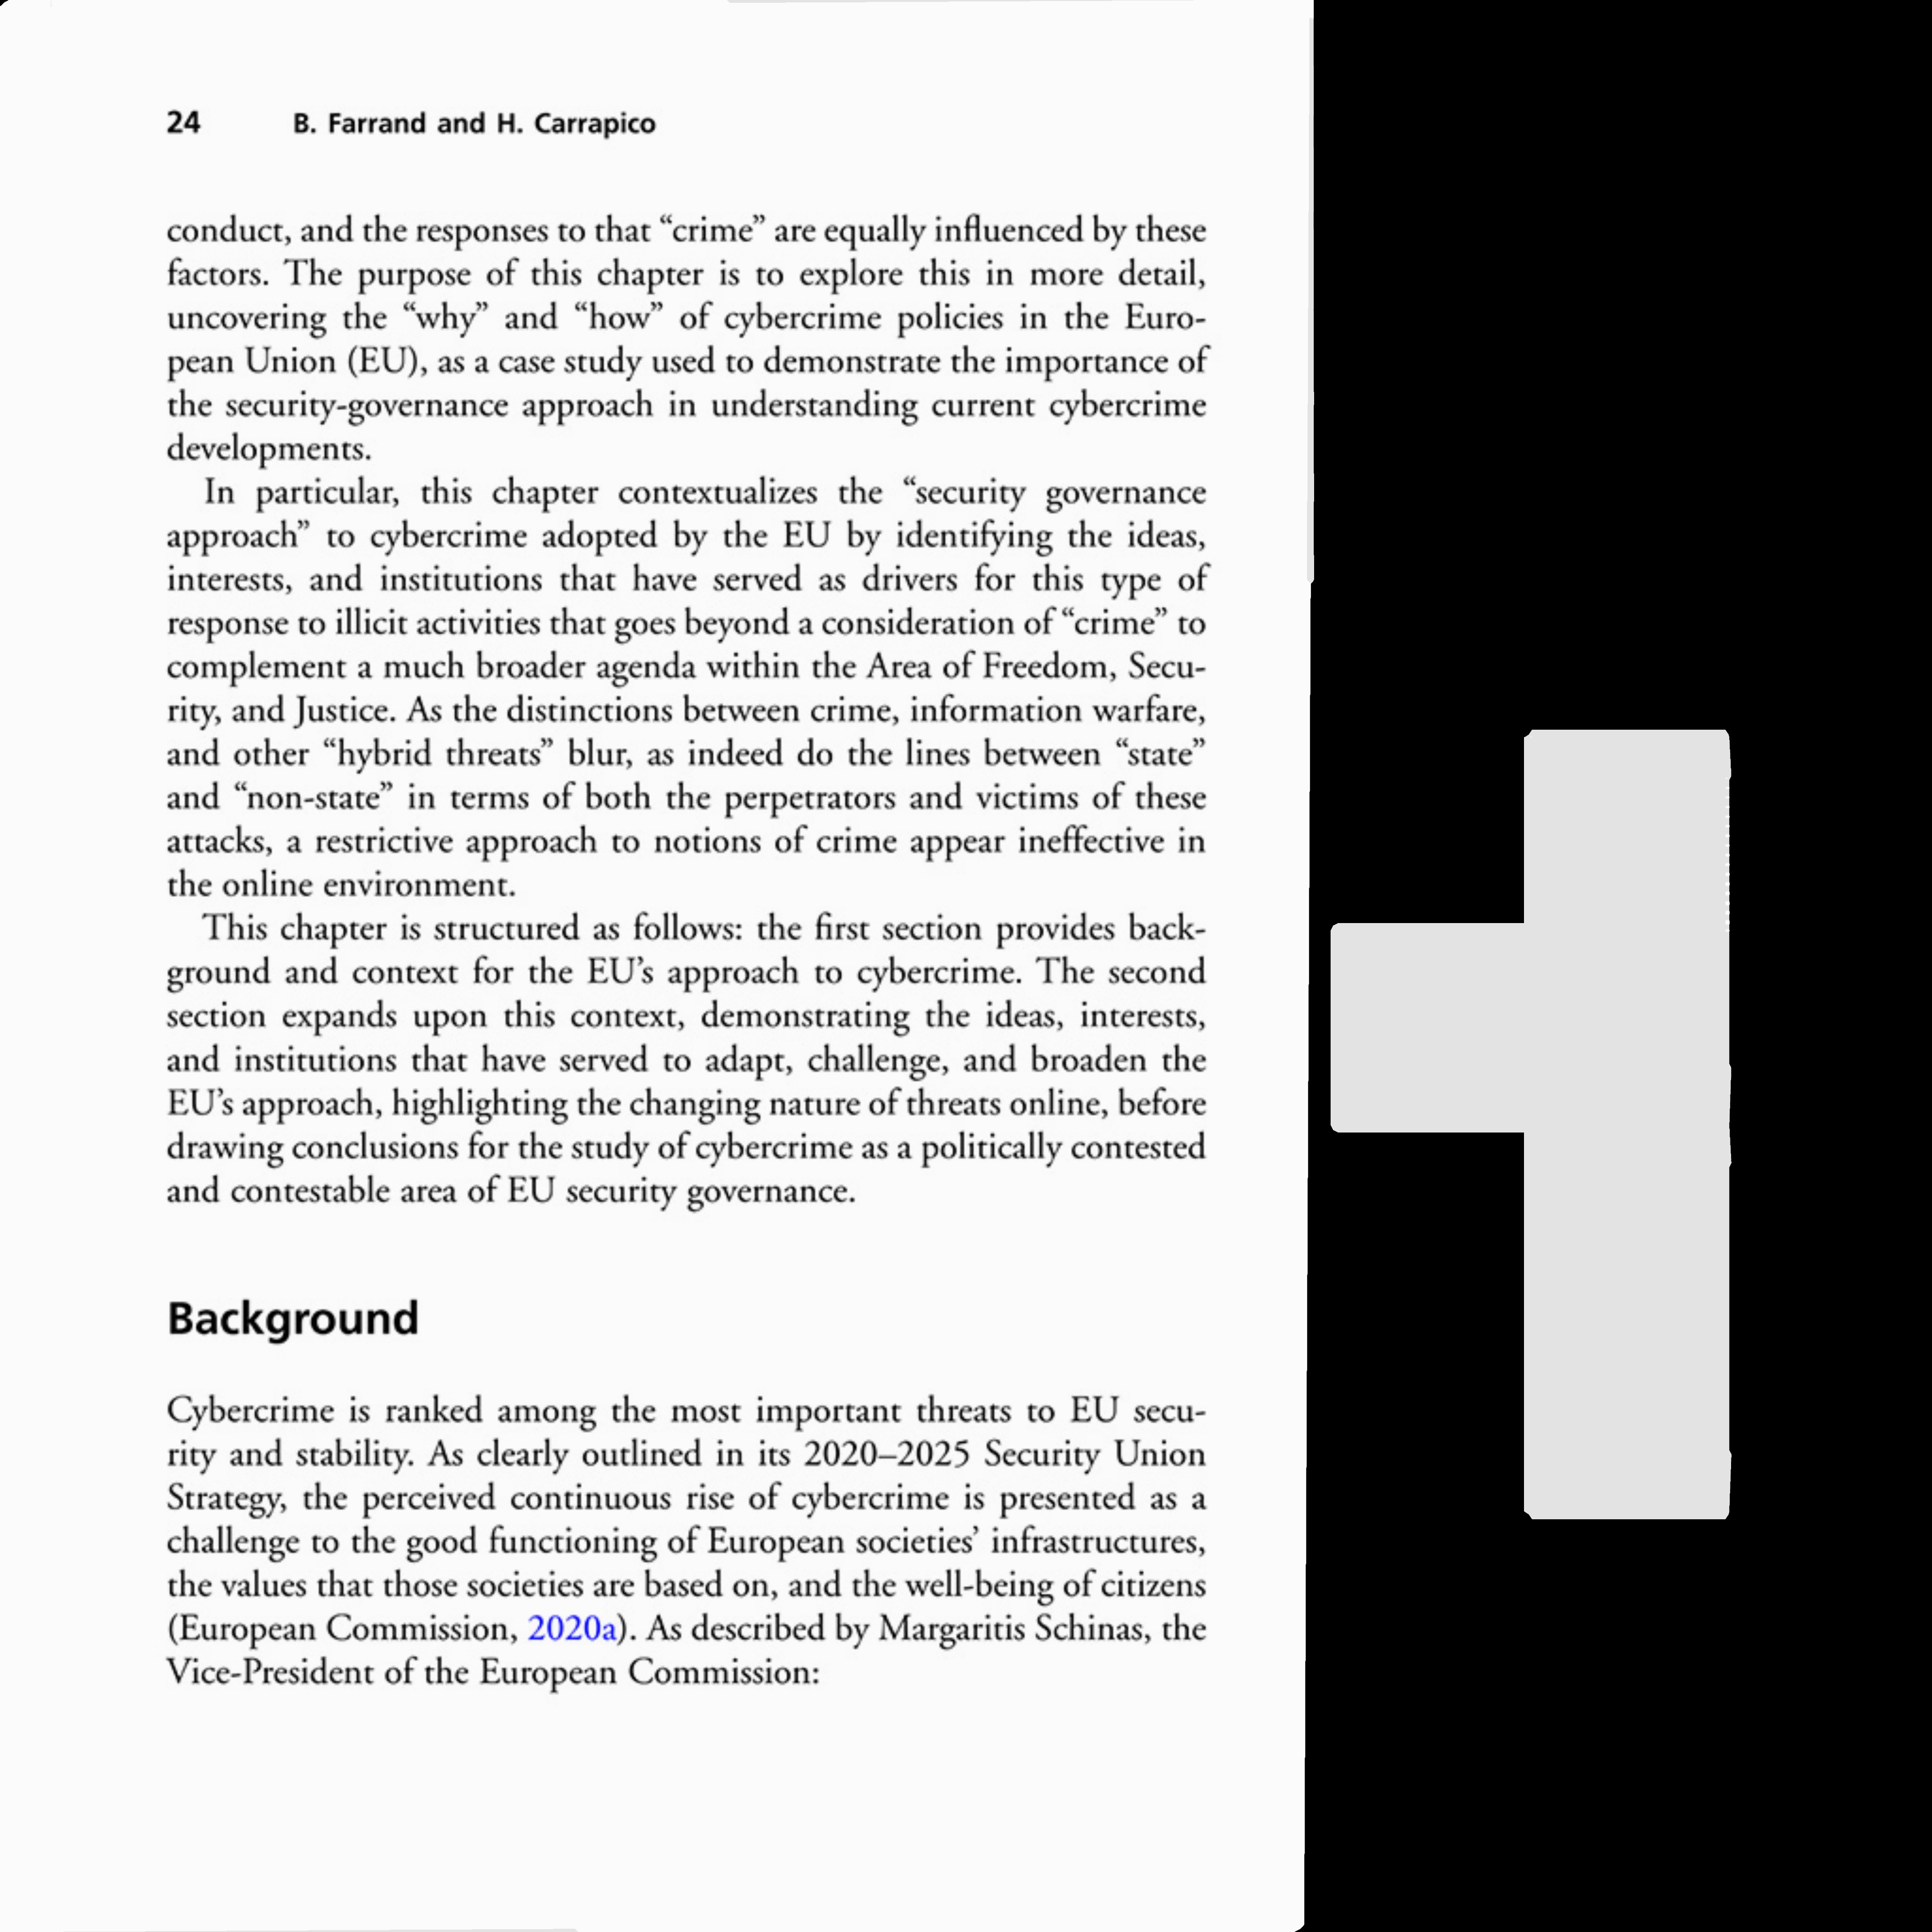 24 B. Farrand and H. Carrapico
conduct, and the responses to that “crime” are equally influenced by these
factors. The purpose of this chapter is to explore this in more detail,
uncovering the “why” and “how” of cybercrime policies in the Euro-
pean Union (EU), as a case study used to demonstrate the importance of
the security-governance approach in understanding current cybercrime
developments.
In particular, this chapter contextualizes the “security governance
approach” to cybercrime adopted by the EU by identifying the ideas,
interests, and institutions that have served as drivers for this type of
response to illicit activities that goes beyond a consideration of “crime” to
complement a much broader agenda within the Area of Freedom, Secu-
rity, and Justice. As the distinctions between crime, information warfare,
and other “hybrid threats” blur, as indeed do the lines between “state”
and “non-state” in terms of both the perpetrators and victims of these
attacks, a restrictive approach to notions of crime appear ineffective in
the online environment.
This chapter is structured as follows: the first section provides back-
ground and context for the EU’s approach to cybercrime. The second
section expands upon this context, demonstrating the ideas, interests,
and institutions that have served to adapt, challenge, and broaden the
EU’s approach, highlighting the changing nature of threats online, before
drawing conclusions for the study of cybercrime as a politically contested
and contestable area of EU security governance.
Background
Cybercrime is ranked among the most important threats to EU secu-
rity and stability. As clearly outlined in its 2020–2025 Security Union
Strategy, the perceived continuous rise of cybercrime is presented as a
challenge to the good functioning of European societies’ infrastructures,
the values that those societies are based on, and the well-being of citizens
(European Commission, 2020a). As described by Margaritis Schinas, the
Vice-President of the European Commission: